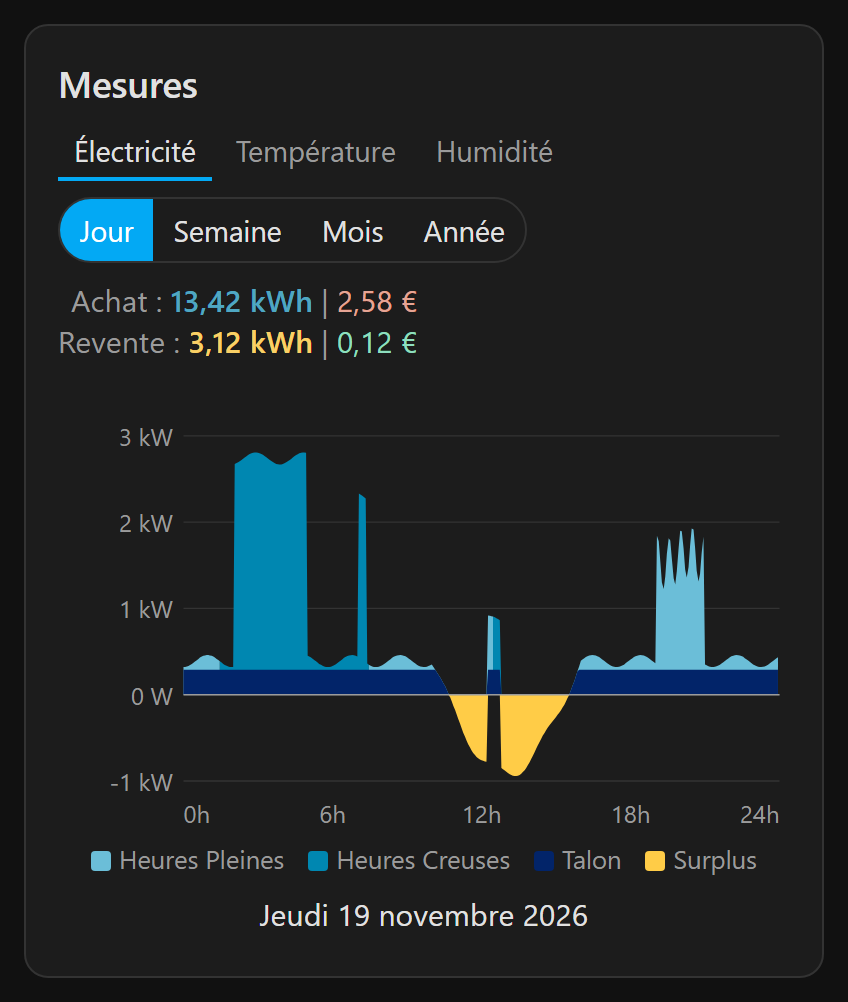 Mesures
Électricité Température Humidité
Jour Semaine Mois Année
Achat : 13,42 kWh | 2,58 €
Revente : 3,12 kWh | 0,12 €
3 kW
2 kW
1 kW
0 W
-1 kW
0h 6h 12h 18h 24h
Heures Pleines Heures Creuses Talon Surplus
Jeudi 19 novembre 2026